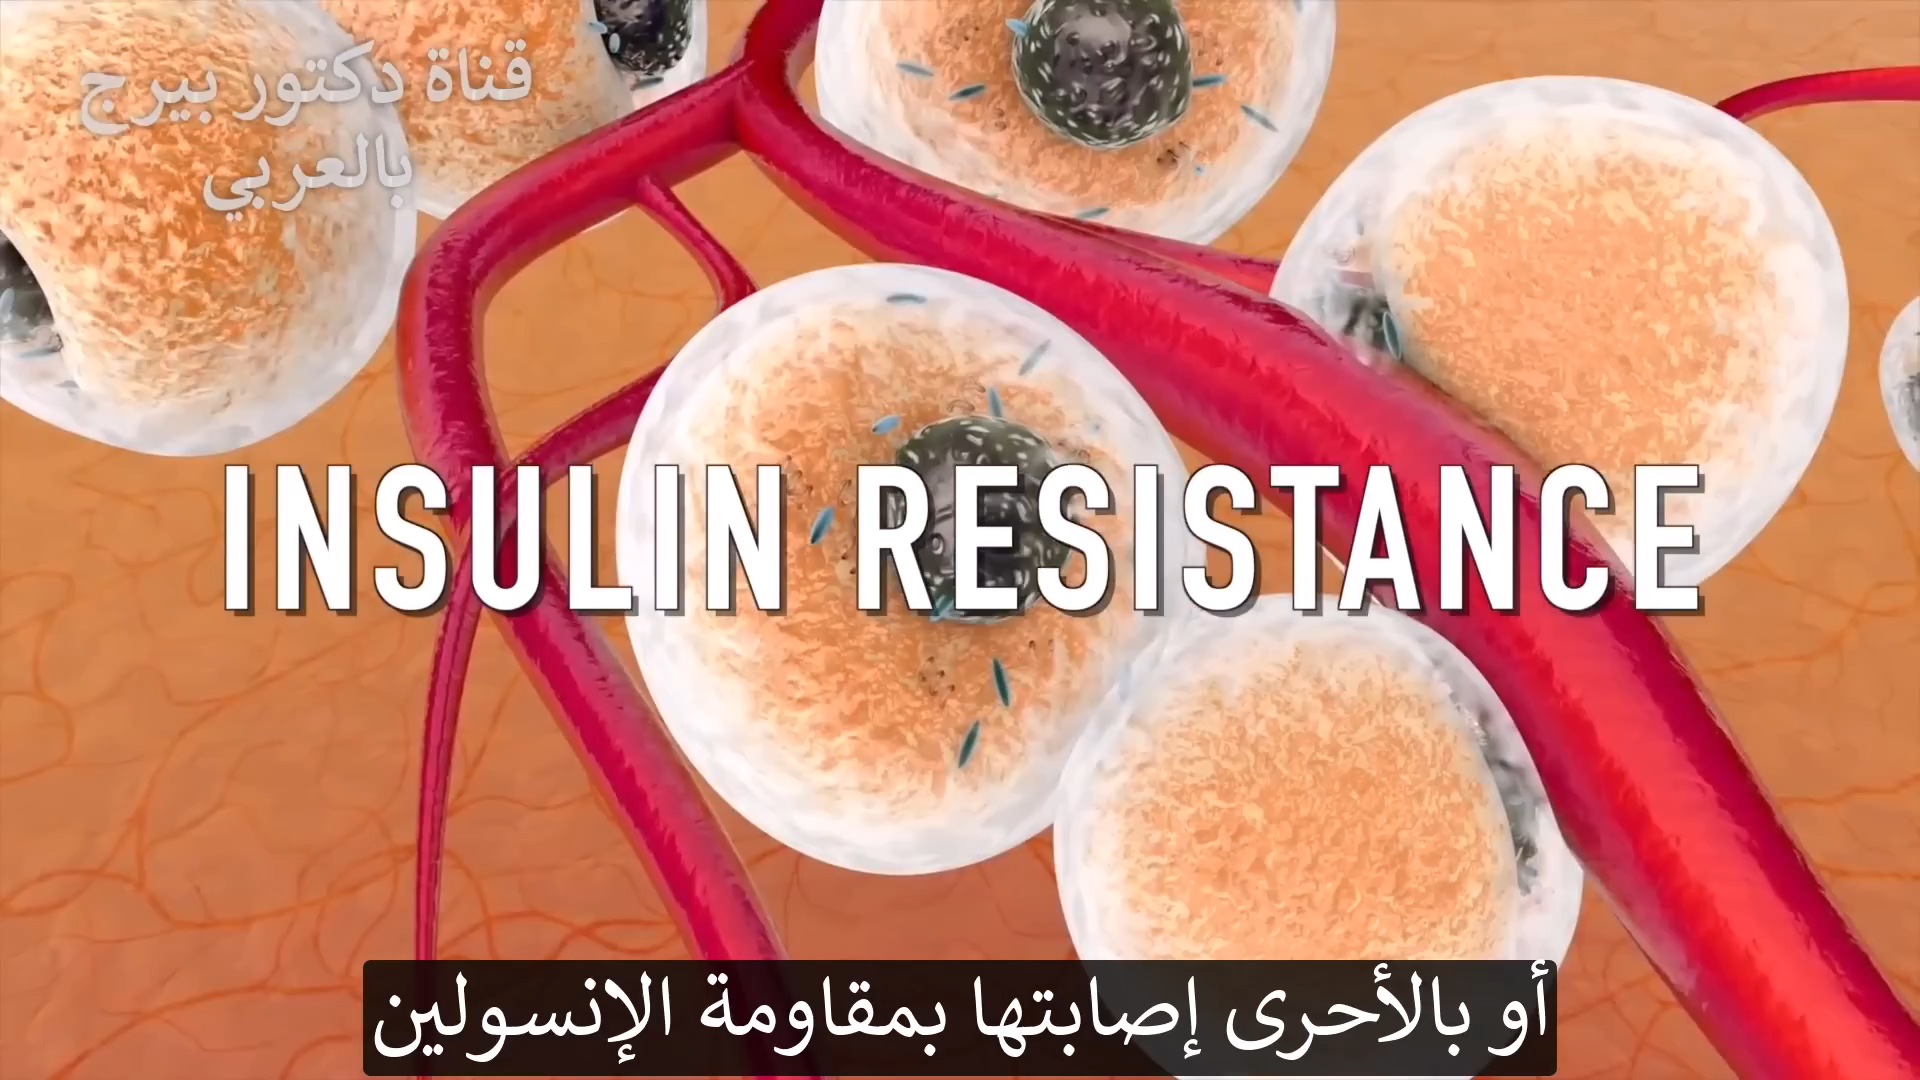 قناة دكتور بيرج
بالعربي
INSULIN RESISTANCE
أو بالأحرى إصابتها بمقاومة الإنسولين